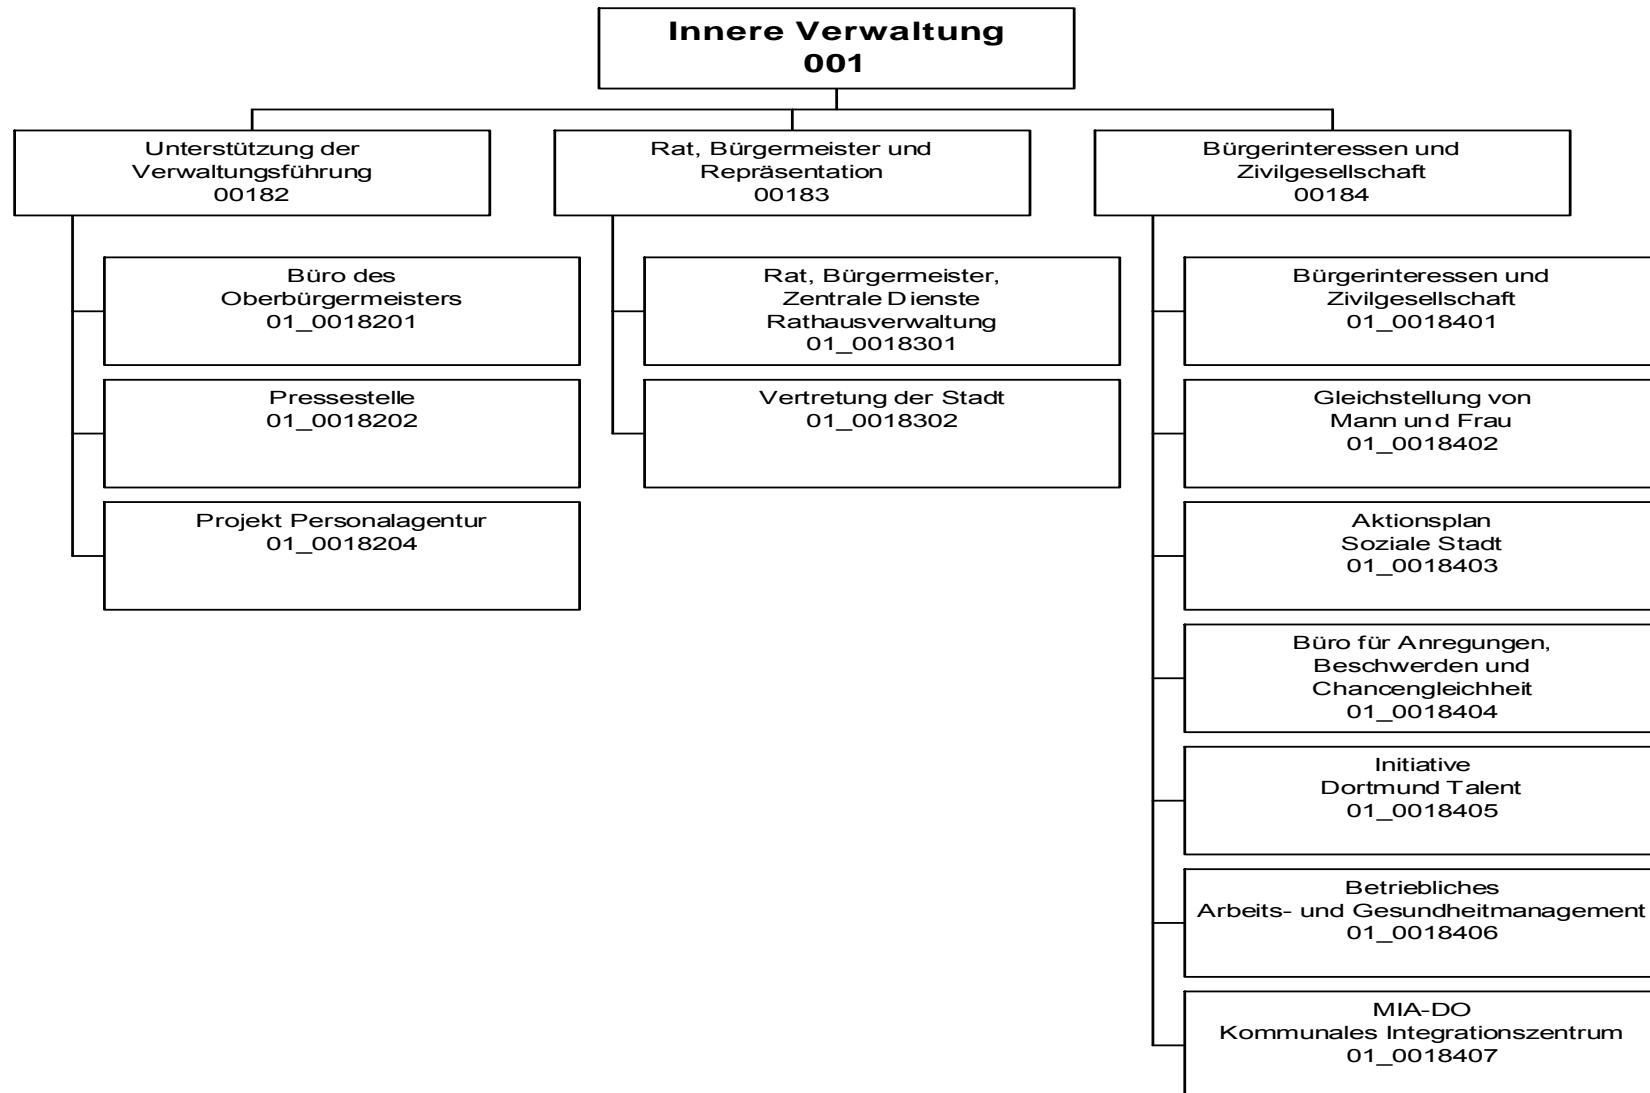 Innere Verwaltung
001
Unterstützung der
Verwaltungsführung
00182
Büro des
Oberbürgermeisters
01_0018201
Pressestelle
01_0018202
Projekt Personalagentur
01_0018204
Rat, Bürgermeister und
Repräsentation
00183
Rat, Bürgermeister,
Zentrale Dienste
Rathausverwaltung
01_0018301
Vertretung der Stadt
01_0018302
Bürgerinteressen und
Zivilgesellschaft
00184
Bürgerinteressen und
Zivilgesellschaft
01_0018401
Gleichstellung von
Mann und Frau
01_0018402
Aktionsplan
Soziale Stadt
01_0018403
Büro für Anregungen,
Beschwerden und
Chancengleichheit
01_0018404
Initiative
Dortmund Talent
01_0018405
Betriebliches
Arbeits- und Gesundheitmanagement
01_0018406
MIA-DO
Kommunales Integrationszentrum
01_0018407